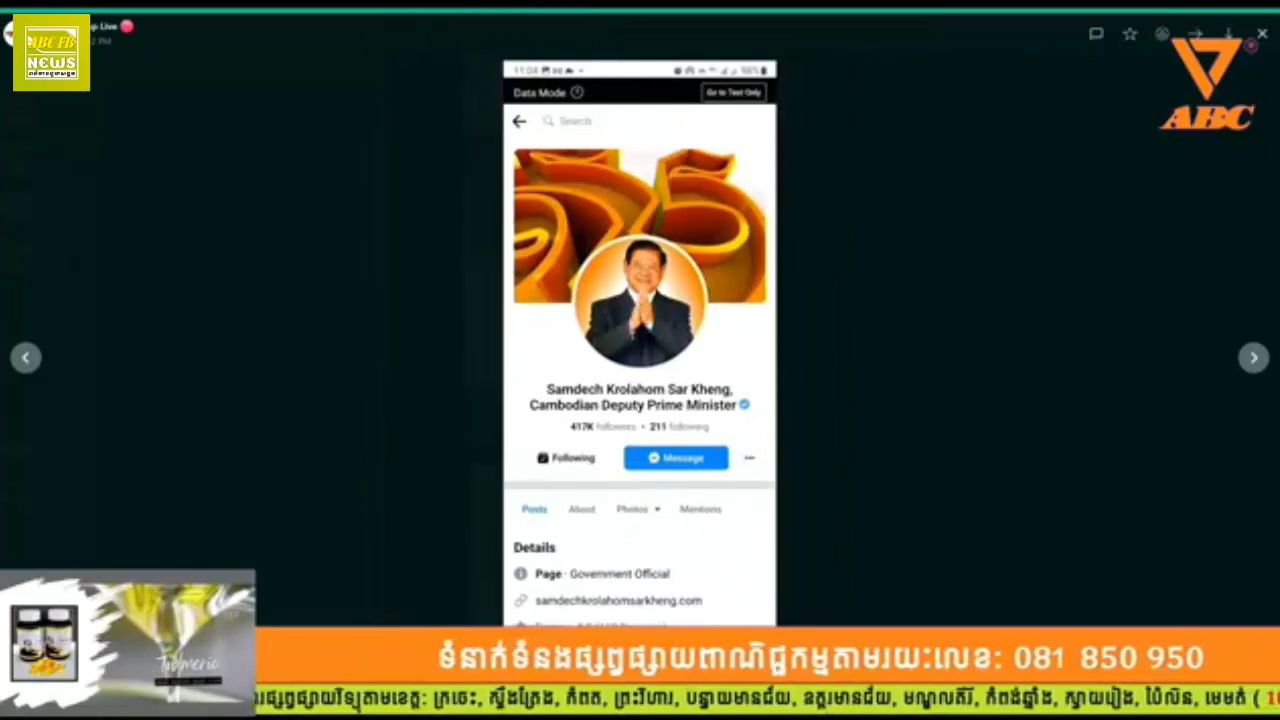 ABC FB
NEWS
op Live
ABC
11:04
100%
Data Mode
Go to Text Only
Search
Samdech Krolahom Sar Kheng,
Cambodian Deputy Prime Minister
417K followers • 211 following
Following
Message
Posts About Photos Mentions
Details
Page · Government Official
samdechkrolahomsarkheng.com
Turmeric
ទំនាក់ទំនងផ្សព្វផ្សាយពាណិជ្ជកម្មតាមរយៈលេខ: 081 850 950
ផ្សព្វផ្សាយវិទ្យុតាមខេត្ត: ក្រចេះ, ស្ទឹងត្រែង, កំពត, ព្រះវិហារ, បន្ទាយមានជ័យ, ឧត្តរមានជ័យ, មណ្ឌលគីរី, កំពង់ឆ្នាំង, ស្វាយរៀង, ប៉ៃលិន, មេមត់ (